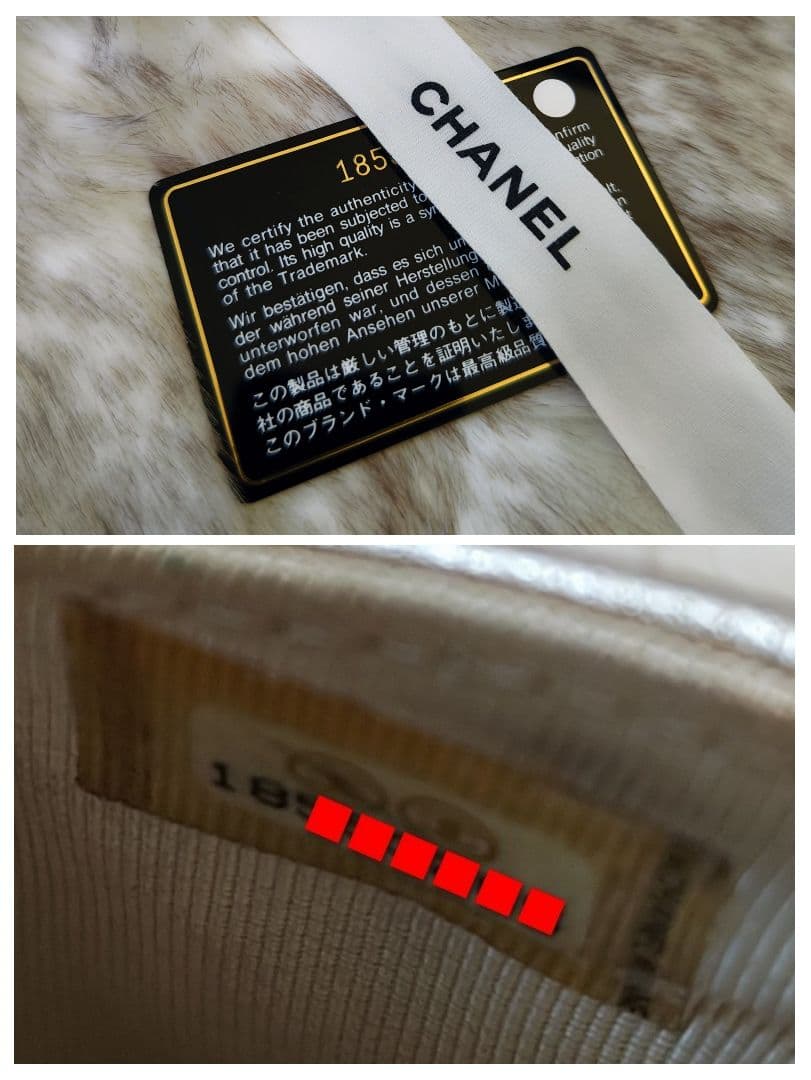 CHANEL
185
We certify the authenticity
that it has been subjected to
control. Its high quality is a
of the Trademark.
Wir bestätigen, dass es sich
der während seiner Herstellung
unterworfen war, und dessen
dem hohen Ansehen unserer
この製品は厳しい管理のもとに製
社の商品であることを証明いたしま
このブランド・マークは最高級品質
185